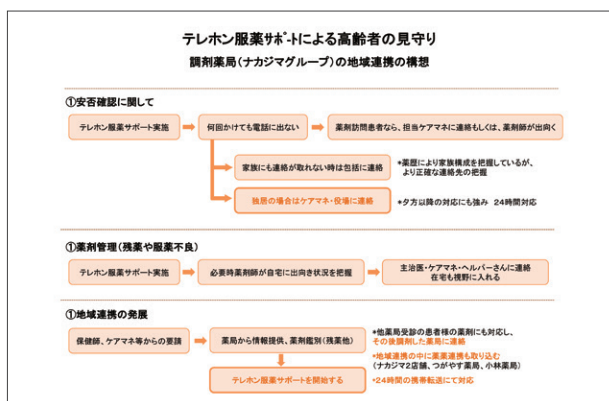 テレホン服薬サポートによる高齢者の見守り
調剤薬局(ナカジマグループ)の地域連携の構想
①安否確認に関して
テレホン服薬サポート実施
何回かけても電話に出ない
薬剤訪問患者なら、担当ケアマネに連絡もしくは、薬剤師が出向く
家族にも連絡が取れない時は包括に連絡
*薬歴により家族構成を把握しているが、
より正確な連絡先の把握
独居の場合はケアマネ・役場に連絡
*夕方以降の対応にも強み 24時間対応
①薬剤管理(残薬や服薬不良)
テレホン服薬サポート実施
必要時薬剤師が自宅に出向き状況を把握
主治医・ケアマネ・ヘルパーさんに連絡
在宅も視野に入れる
①地域連携の発展
保健師、ケアマネ等からの要請
薬局から情報提供、薬剤鑑別(残薬他)
*他薬局受診の患者様の薬剤にも対応し、
その後調剤した薬局に連絡
*地域連携の中に薬薬連携も取り込む
(ナカジマ2店舗、つがやす薬局、小林薬局)
テレホン服薬サポートを開始する
*24時間の携帯転送にて対応